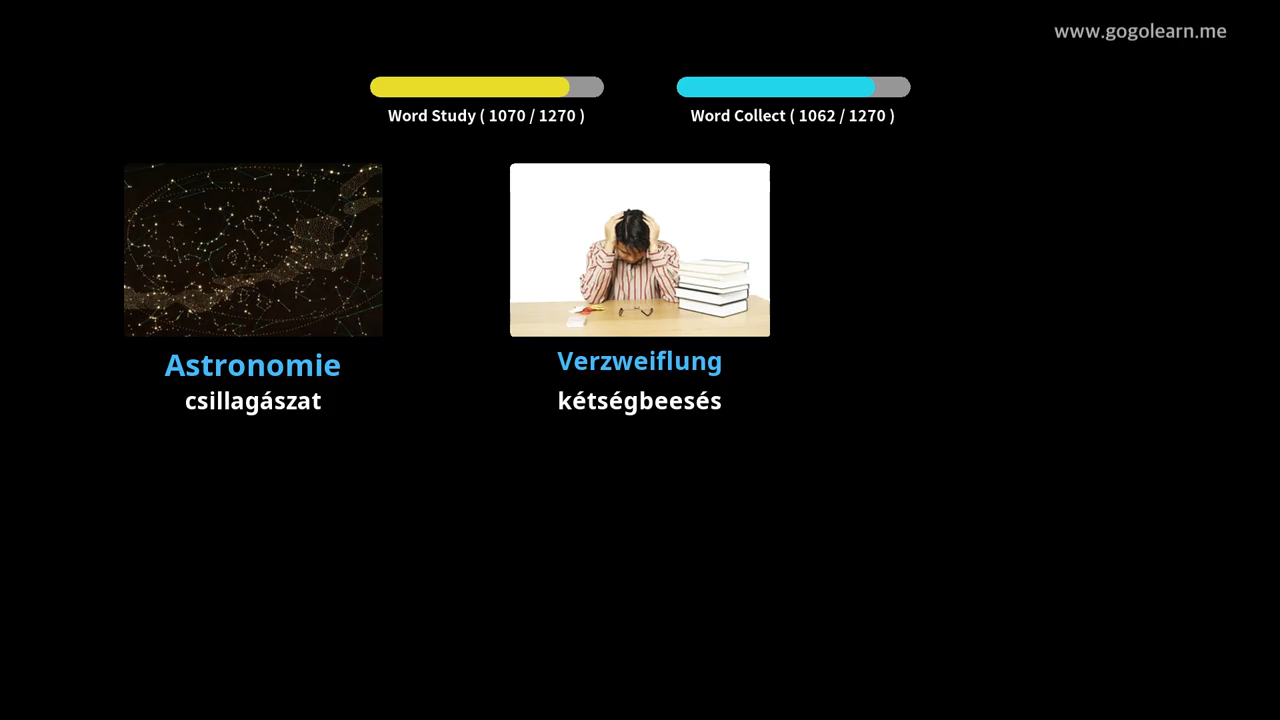 www.gogolearn.me
Word Study ( 1070 / 1270 )
Word Collect ( 1062 / 1270 )
Astronomie
csillagászat
Verzweiflung
kétségbeesés